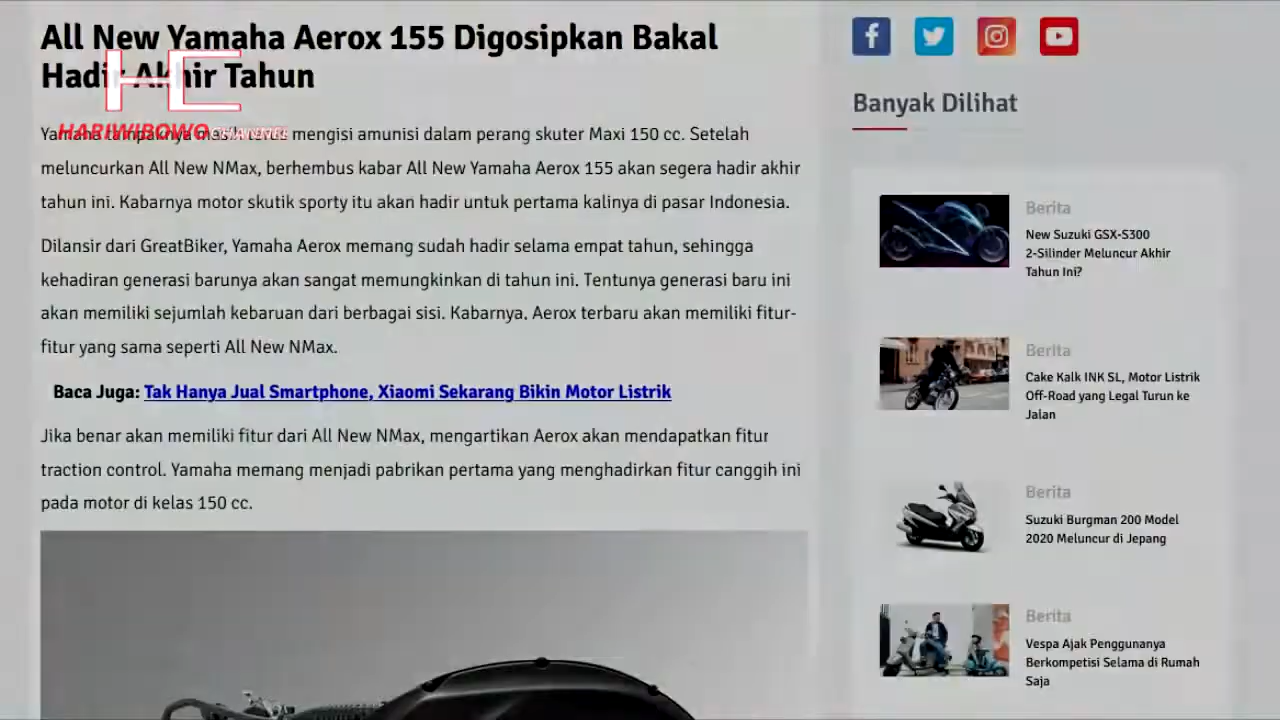 All New Yamaha Aerox 155 Digosipkan Bakal
Hadir Akhir Tahun
HC
HARIWIBOWO CHANNEL
Yamaha tampaknya masih terus mengisi amunisi dalam perang skuter Maxi 150 cc. Setelah
meluncurkan All New NMax, berhembus kabar All New Yamaha Aerox 155 akan segera hadir akhir
tahun ini. Kabarnya motor skutik sporty itu akan hadir untuk pertama kalinya di pasar Indonesia.
Dilansir dari GreatBiker, Yamaha Aerox memang sudah hadir selama empat tahun, sehingga
kehadiran generasi barunya akan sangat memungkinkan di tahun ini. Tentunya generasi baru ini
akan memiliki sejumlah kebaruan dari berbagai sisi. Kabarnya, Aerox terbaru akan memiliki fitur-
fitur yang sama seperti All New NMax.
Baca Juga: Tak Hanya Jual Smartphone, Xiaomi Sekarang Bikin Motor Listrik
Jika benar akan memiliki fitur dari All New NMax, mengartikan Aerox akan mendapatkan fitur
traction control. Yamaha memang menjadi pabrikan pertama yang menghadirkan fitur canggih ini
pada motor di kelas 150 cc.
Banyak Dilihat
Berita
New Suzuki GSX-S300
2-Silinder Meluncur Akhir
Tahun Ini?
Berita
Cake Kalk INK SL, Motor Listrik
Off-Road yang Legal Turun ke
Jalan
Berita
Suzuki Burgman 200 Model
2020 Meluncur di Jepang
Berita
Vespa Ajak Penggunanya
Berkompetisi Selama di Rumah
Saja